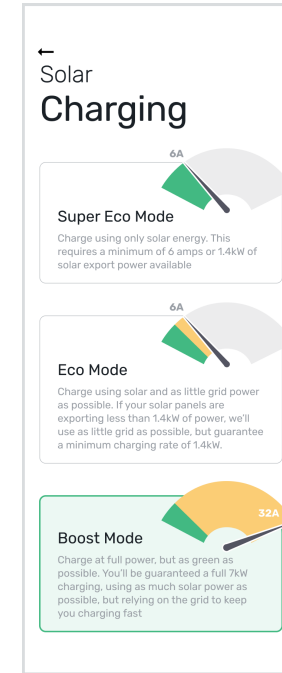 Solar
Charging
6A
Super Eco Mode
Charge using only solar energy. This
requires a minimum of 6 amps or 1.4kW of
solar export power available
6A
Eco Mode
Charge using solar and as little grid power
as possible. If your solar panels are
exporting less than 1.4kW of power, we'll
use as little grid as possible, but guarantee
a minimum charging rate of 1.4kW.
32A
Boost Mode
Charge at full power, but as green as
possible. You'll be guaranteed a full 7kW
charging, using as much solar power as
possible, but relying on the grid to keep
you charging fast